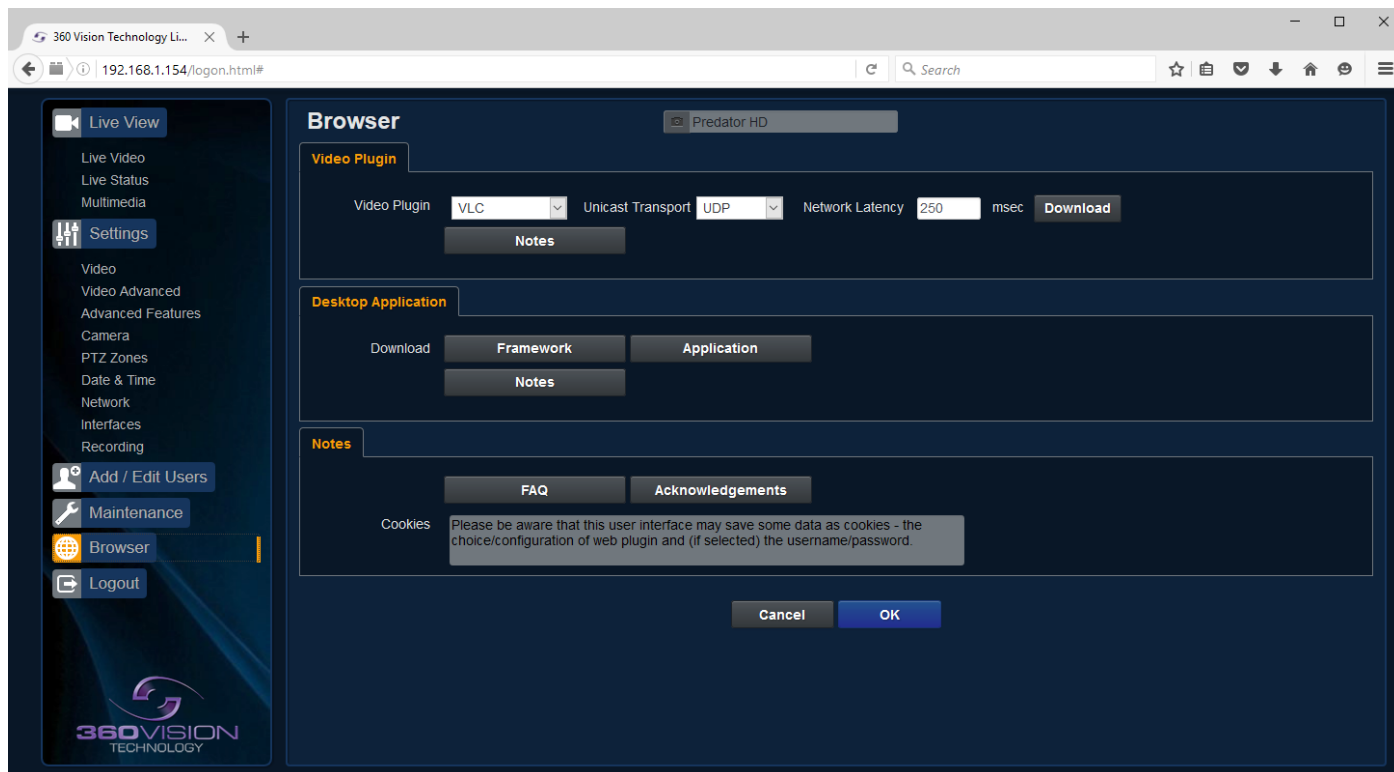 360 Vision Technology Li...
192.168.1.154/logon.html#
Search
Live View
Live Video
Live Status
Multimedia
Settings
Video
Video Advanced
Advanced Features
Camera
PTZ Zones
Date & Time
Network
Interfaces
Recording
Add / Edit Users
Maintenance
Browser
Logout
360VISION
TECHNOLOGY
Browser
Predator HD
Video Plugin
Video Plugin VLC Unicast Transport UDP Network Latency 250 msec Download
Notes
Desktop Application
Download Framework Application
Notes
Notes
FAQ Acknowledgements
Cookies Please be aware that this user interface may save some data as cookies - the
choice/configuration of web plugin and (if selected) the username/password.
Cancel OK